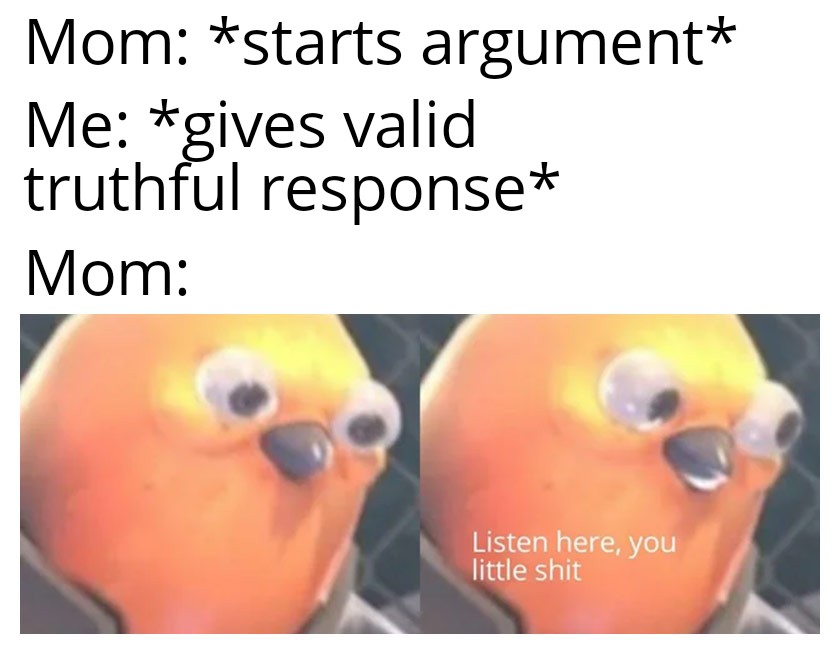 Mom: *starts argument*
Me: *gives valid
truthful response*
Mom:
Listen here, you
little shit